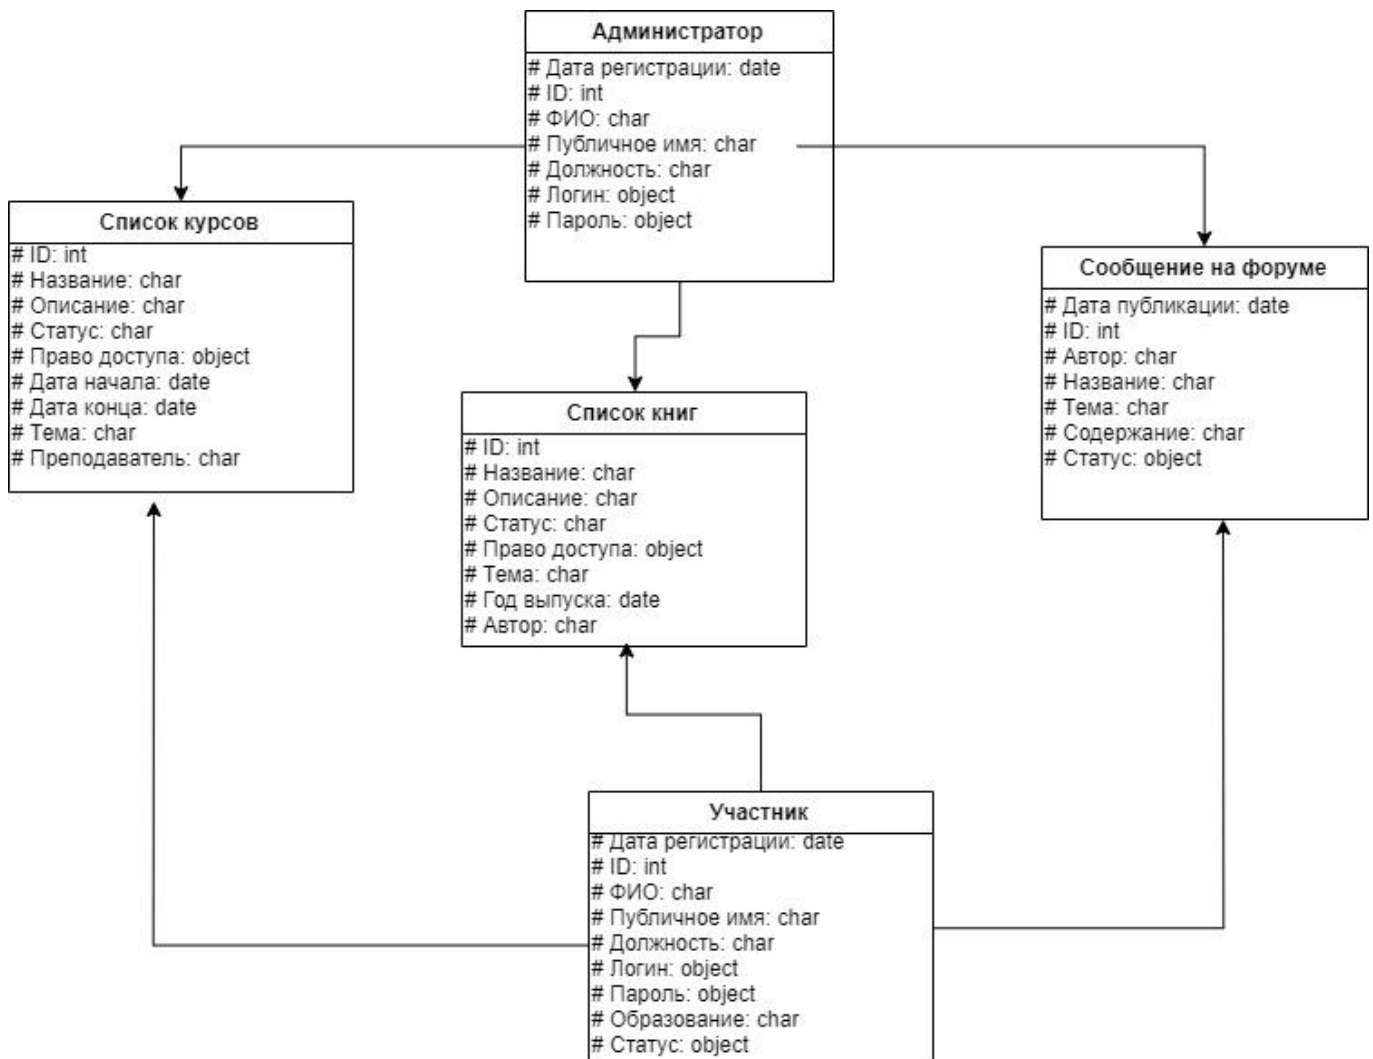 Администратор
# Дата регистрации: date
# ID: int
# ФИО: char
# Публичное имя: char
# Должность: char
# Логин: object
# Пароль: object
Список курсов
# ID: int
# Название: char
# Описание: char
# Статус: char
# Право доступа: object
# Дата начала: date
# Дата конца: date
# Тема: char
# Преподаватель: char
Сообщение на форуме
# Дата публикации: date
# ID: int
# Автор: char
# Название: char
# Тема: char
# Содержание: char
# Статус: object
Список книг
# ID: int
# Название: char
# Описание: char
# Статус: char
# Право доступа: object
# Тема: char
# Год выпуска: date
# Автор: char
Участник
# Дата регистрации: date
# ID: int
# ФИО: char
# Публичное имя: char
# Должность: char
# Логин: object
# Пароль: object
# Образование: char
# Статус: object